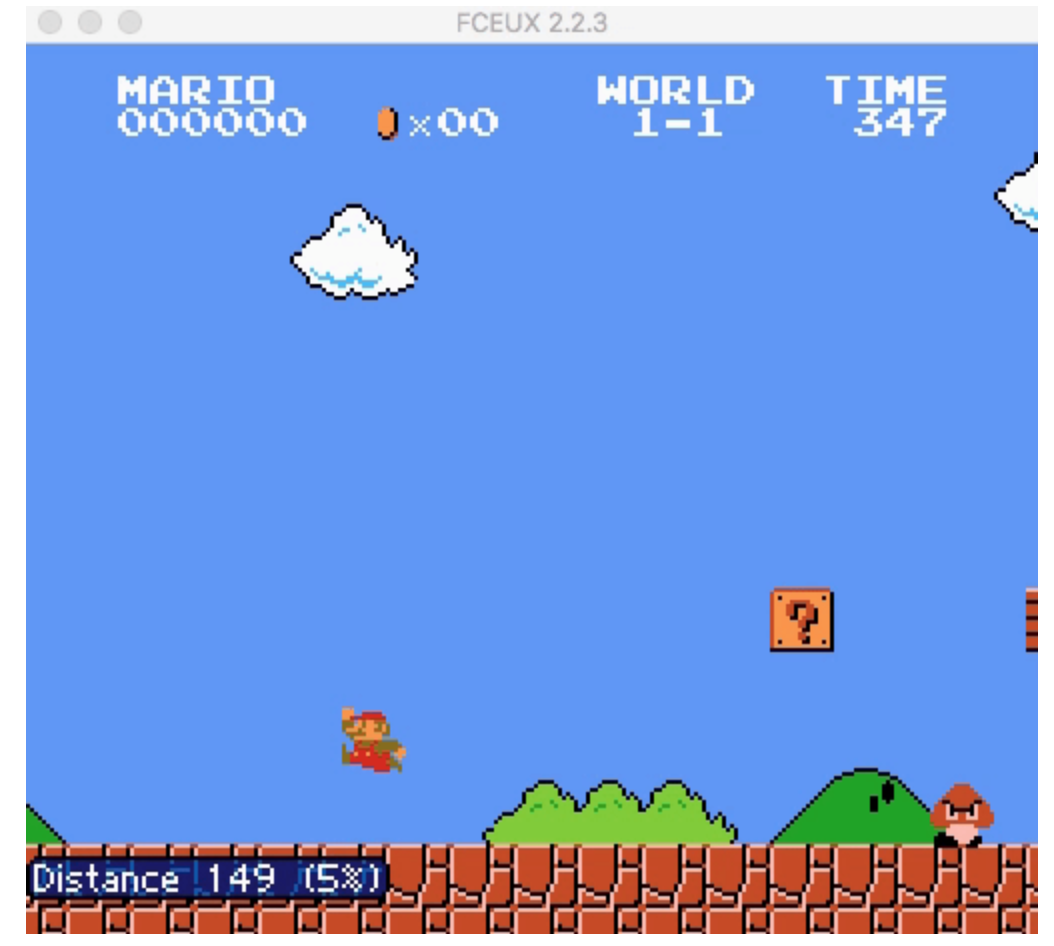 FCEUX 2.2.3
MARIO WORLD TIME
000000 ×00 1-1 347
?
Distance 149 (5%)